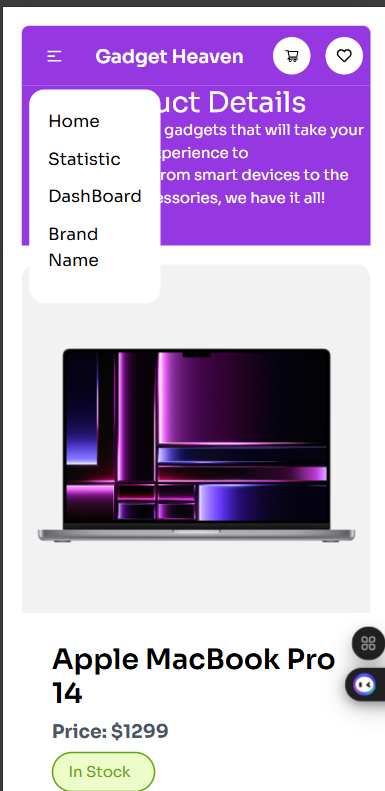 Gadget Heaven
uct Details
gadgets that will take your
perience to
rom smart devices to the
essories, we have it all!
Home
Statistic
DashBoard
Brand
Name
Apple MacBook Pro
14
Price: $1299
In Stock